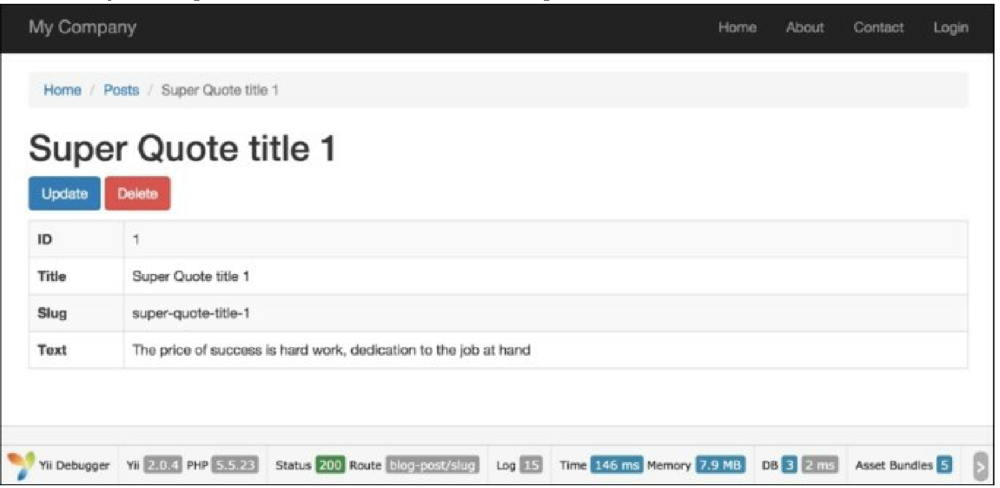 My Company Home About Contact Login
Home / Posts / Super Quote title 1
Super Quote title 1
Update Delete
ID 1
Title Super Quote title 1
Slug super-quote-title-1
Text The price of success is hard work, dedication to the job at hand
Yii Debugger Yii 2.0.4 PHP 5.5.23 Status 200 Route blog-post/slug Log 15 Time 146 ms Memory 7.9 MB DB 3 2 ms Asset Bundles 5 >